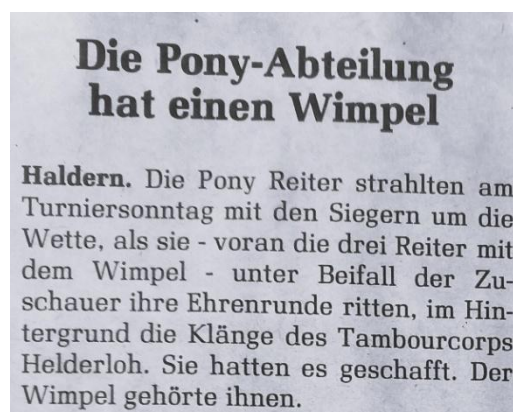 Die Pony-Abteilung
hat einen Wimpel
Haldern. Die Pony Reiter strahlten am
Turniersonntag mit den Siegern um die
Wette, als sie - voran die drei Reiter mit
dem Wimpel - unter Beifall der Zu-
schauer ihre Ehrenrunde ritten, im Hin-
tergrund die Klänge des Tambourcorps
Helderloh. Sie hatten es geschafft. Der
Wimpel gehörte ihnen.